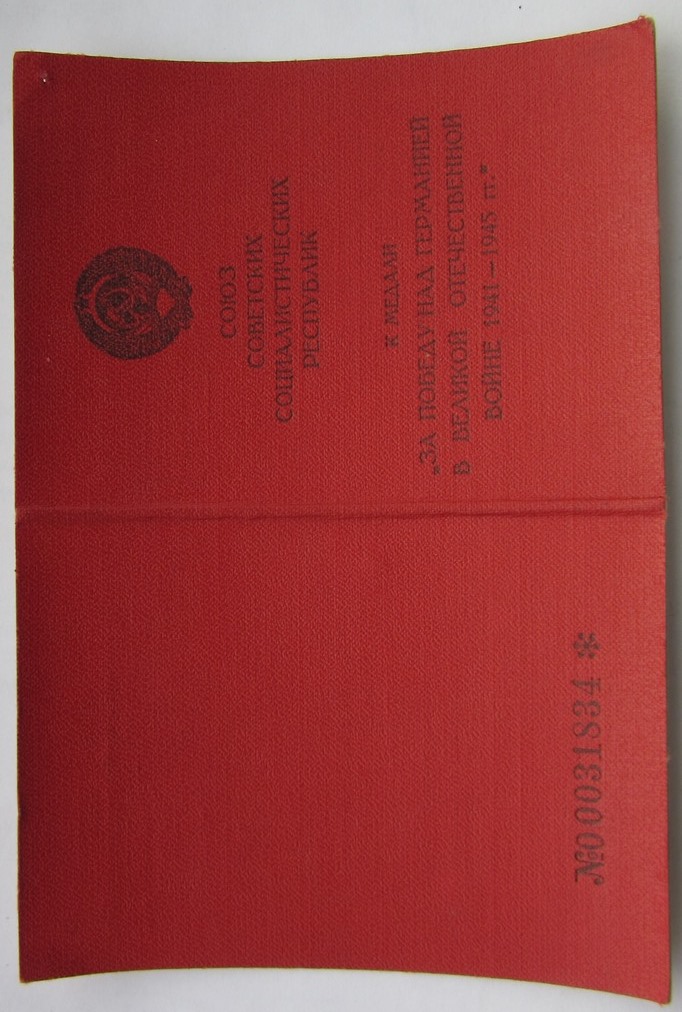 СОЮЗ
СОВЕТСКИХ
СОЦИАЛИСТИЧЕСКИХ
РЕСПУБЛИК
К МЕДАЛИ
„ЗА ПОБЕДУ НАД ГЕРМАНИЕЙ
В ВЕЛИКОЙ ОТЕЧЕСТВЕННОЙ
ВОЙНЕ 1941–1945 гг.”
№0031834 *